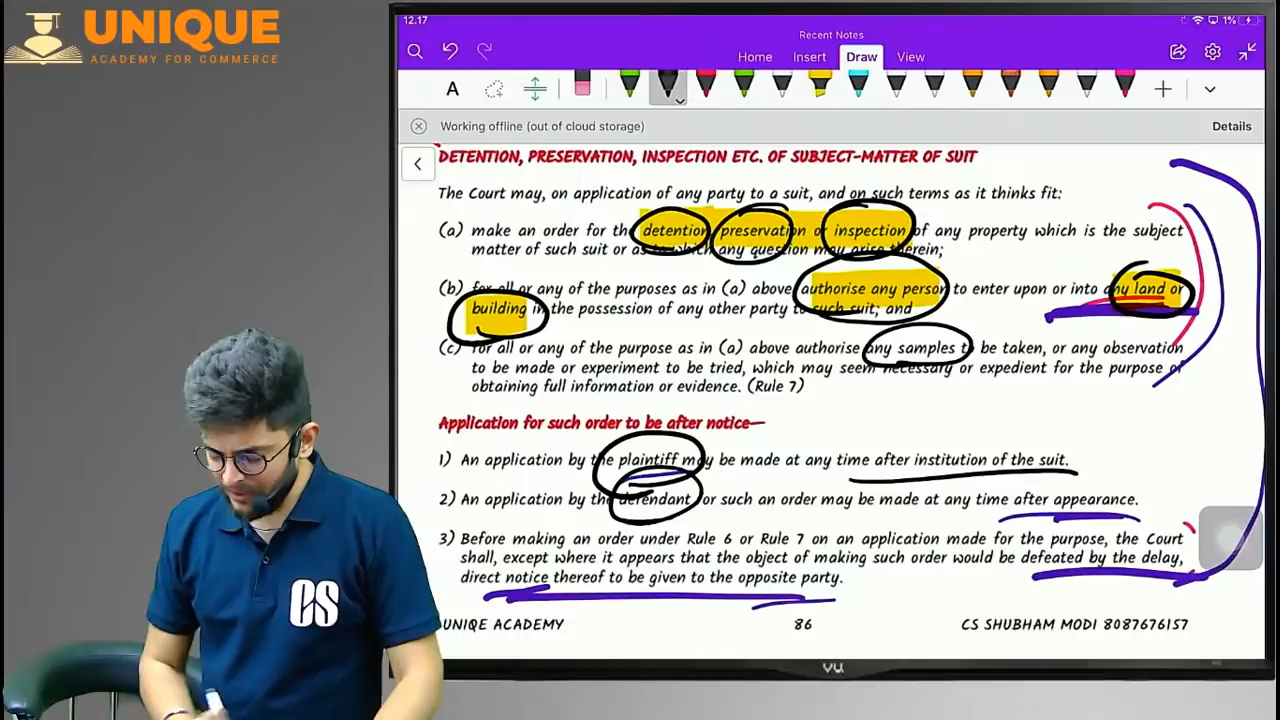 UNIQUE
ACADEMY FOR COMMERCE
12.17
1%
Recent Notes
Home Insert Draw View
A
Working offline (out of cloud storage)
Details
DETENTION, PRESERVATION, INSPECTION ETC. OF SUBJECT-MATTER OF SUIT
The Court may, on application of any party to a suit, and on such terms as it thinks fit:
(a) make an order for the detention, preservation or inspection of any property which is the subject
matter of such suit or as to which any question may arise therein;
(b) for all or any of the purposes as in (a) above authorise any person to enter upon or into any land or
building in the possession of any other party to such suit; and
(c) for all or any of the purpose as in (a) above authorise any samples to be taken, or any observation
to be made or experiment to be tried, which may seem necessary or expedient for the purpose of
obtaining full information or evidence. (Rule 7)
Application for such order to be after notice—
1) An application by the plaintiff may be made at any time after institution of the suit.
2) An application by the defendant for such an order may be made at any time after appearance.
3) Before making an order under Rule 6 or Rule 7 on an application made for the purpose, the Court
shall, except where it appears that the object of making such order would be defeated by the delay,
direct notice thereof to be given to the opposite party.
UNIQE ACADEMY 86 CS SHUBHAM MODI 8087676157
VU
CS